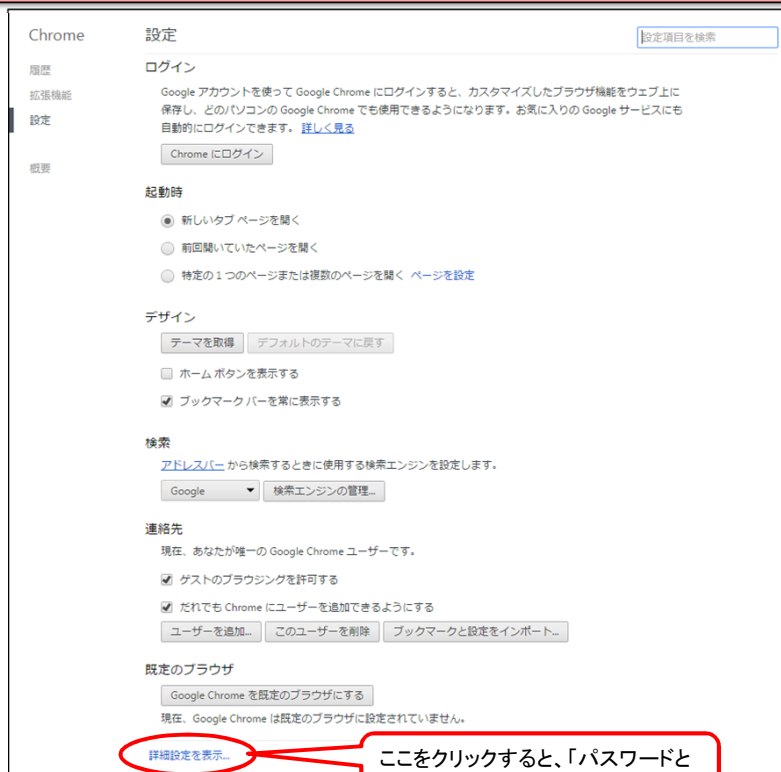 Chrome
設定
設定項目を検索
履歴
拡張機能
設定
概要
ログイン
Google アカウントを使って Google Chrome にログインすると、カスタマイズしたブラウザ機能をウェブ上に
保存し、どのパソコンの Google Chrome でも使用できるようになります。お気に入りの Google サービスにも
自動的にログインできます。 詳しく見る
Chrome にログイン
起動時
新しいタブ ページを開く
前回開いていたページを開く
特定の 1 つのページまたは複数のページを開く ページを設定
デザイン
テーマを取得 デフォルトのテーマに戻す
ホーム ボタンを表示する
ブックマーク バーを常に表示する
検索
アドレスバー から検索するときに使用する検索エンジンを設定します。
Google 検索エンジンの管理...
連絡先
現在、あなたが唯一の Google Chrome ユーザーです。
ゲストのブラウジングを許可する
だれでも Chrome にユーザーを追加できるようにする
ユーザーを追加... このユーザーを削除 ブックマークと設定をインポート...
既定のブラウザ
Google Chrome を既定のブラウザにする
現在、Google Chrome は既定のブラウザに設定されていません。
詳細設定を表示...
ここをクリックすると、「パスワードと